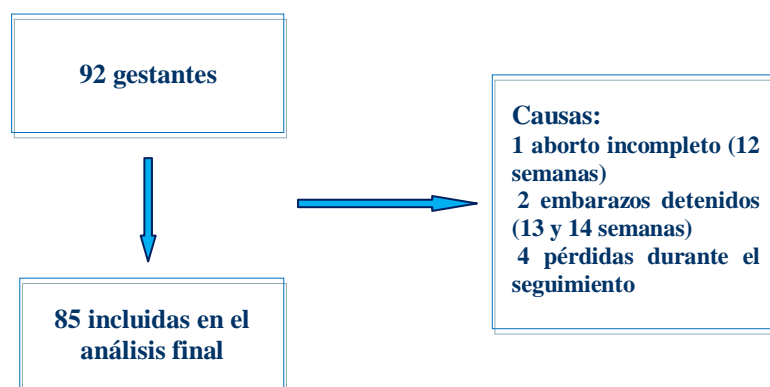 92 gestantes
Causas:
1 aborto incompleto (12
semanas)
2 embarazos detenidos
(13 y 14 semanas)
4 pérdidas durante el
seguimiento
85 incluidas en el
análisis final